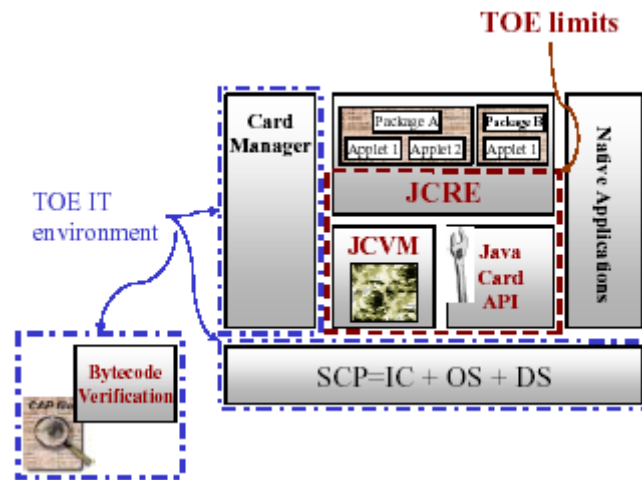 TOE limits
Card
Manager
Package A
Applet 1
Applet 2
Package B
Applet 1
Native Applications
JCRE
TOE IT
environment
JCVM
Java
Card
API
Bytecode
Verification
CAP
SCP=IC + OS + DS